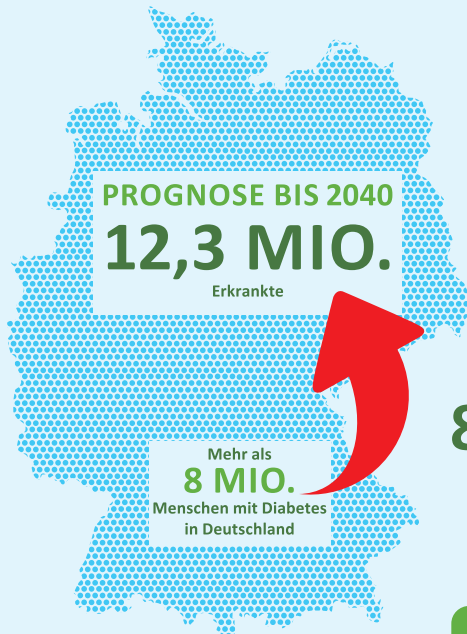 PROGNOSE BIS 2040
12,3 MIO.
Erkrankte
Mehr als
8 MIO.
Menschen mit Diabetes
in Deutschland